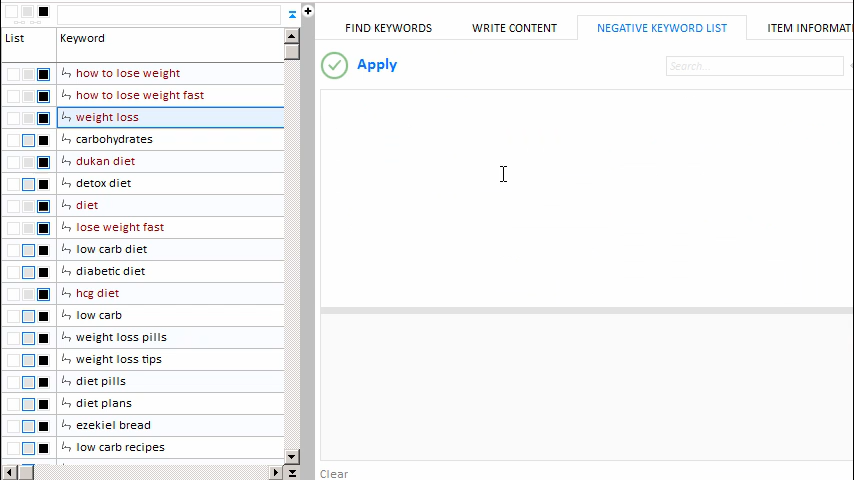 List Keyword
how to lose weight
how to lose weight fast
weight loss
carbohydrates
dukan diet
detox diet
diet
lose weight fast
low carb diet
diabetic diet
hcg diet
low carb
weight loss pills
weight loss tips
diet pills
diet plans
ezekiel bread
low carb recipes
FIND KEYWORDS WRITE CONTENT NEGATIVE KEYWORD LIST ITEM INFORMATI
Apply Search...
Clear